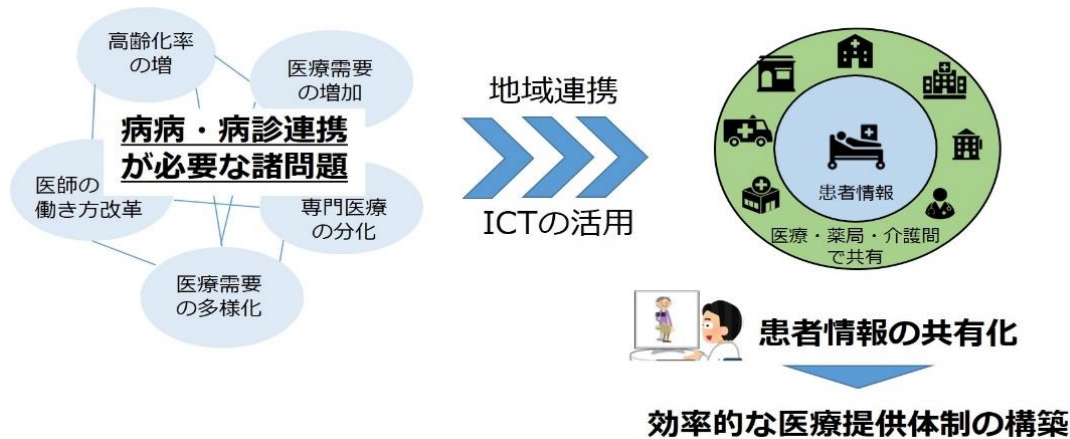 高齢化率
の増
医療需要
の増加
病病・病診連携
が必要な諸問題
医師の
働き方改革
専門医療
の分化
医療需要
の多様化
地域連携
ICTの活用
患者情報
医療・薬局・介護間
で共有
患者情報の共有化
効率的な医療提供体制の構築